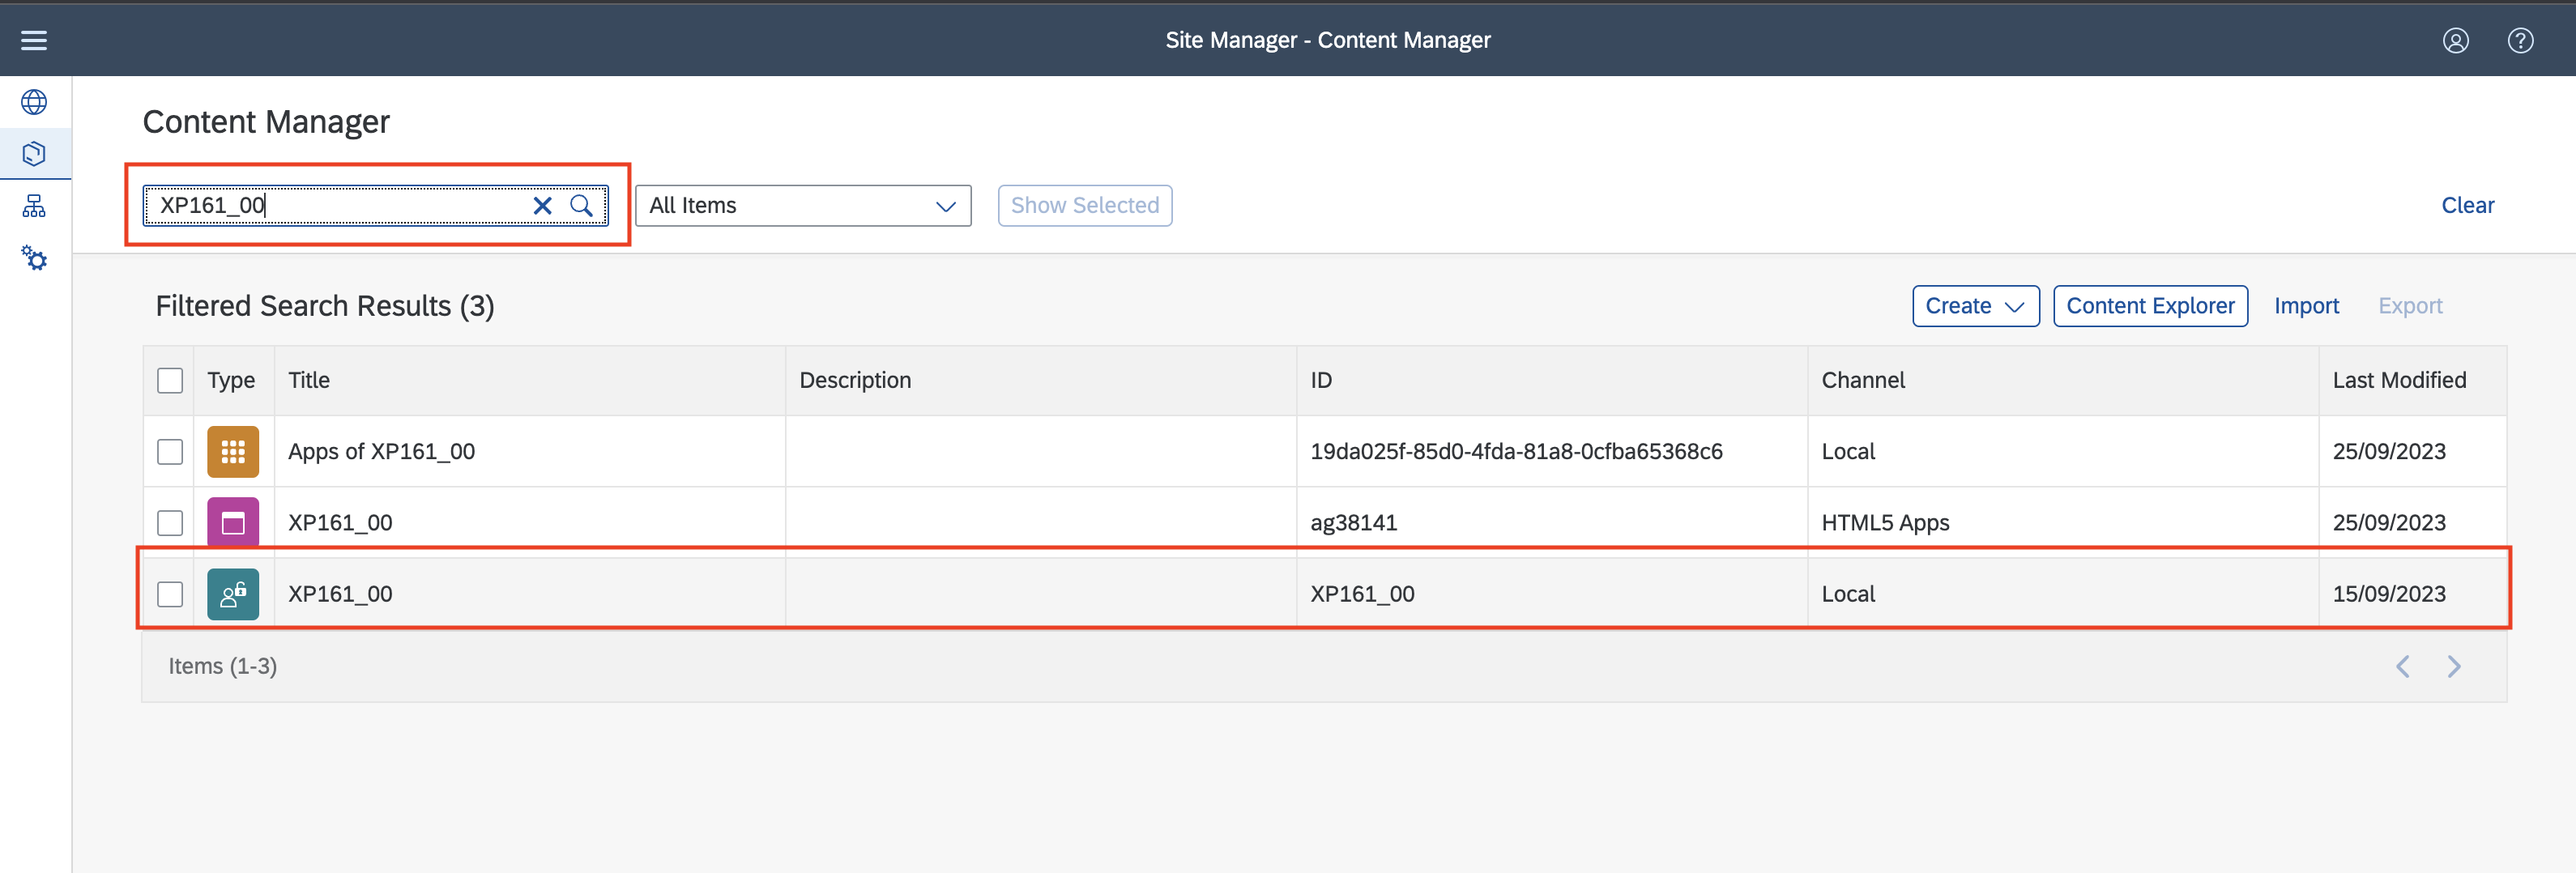 Site Manager - Content Manager
Content Manager
XP161_00 All Items Show Selected Clear
Filtered Search Results (3) Create Content Explorer Import Export
Type Title Description ID Channel Last Modified
Apps of XP161_00 19da025f-85d0-4fda-81a8-0cfba65368c6 Local 25/09/2023
XP161_00 ag38141 HTML5 Apps 25/09/2023
XP161_00 XP161_00 Local 15/09/2023
Items (1-3)